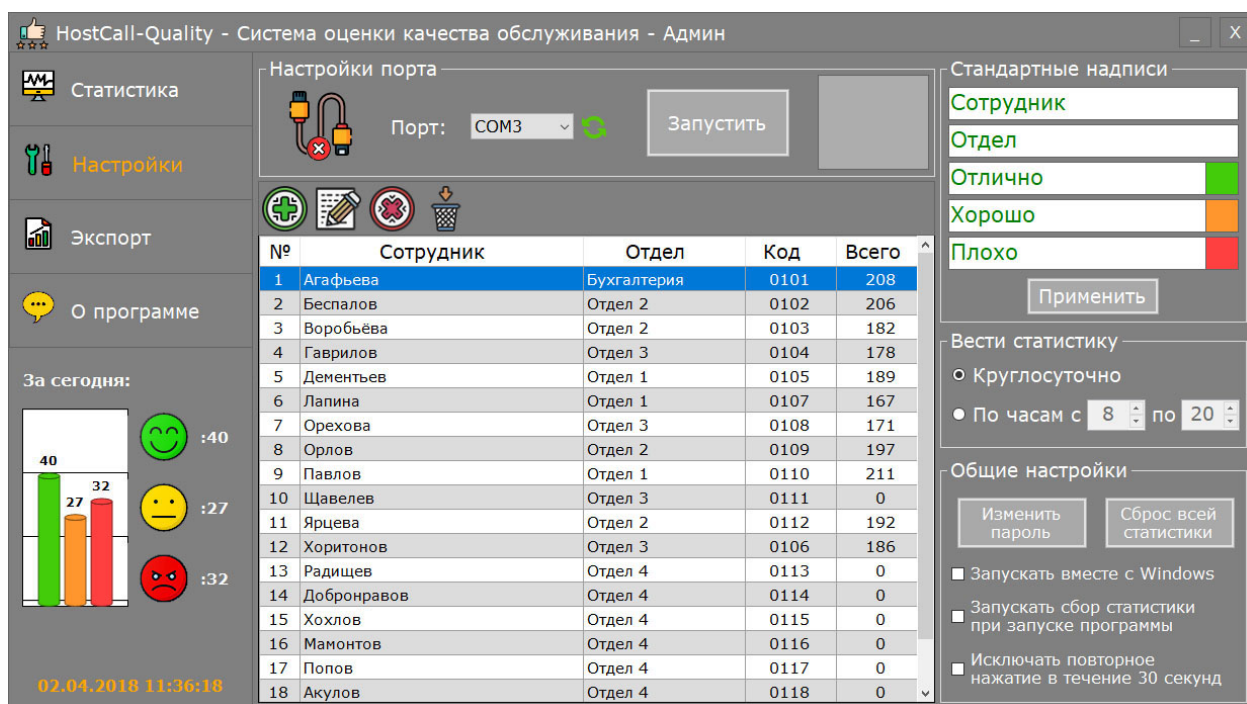 HostCall-Quality - Система оценки качества обслуживания - Админ
_ X
Статистика
Настройки
Экспорт
О программе
За сегодня:
40
27
32
:40
:27
:32
02.04.2018 11:36:18
Настройки порта
Порт: COM3
Запустить
№ Сотрудник Отдел Код Всего
1 Агафьева Бухгалтерия 0101 208
2 Беспалов Отдел 2 0102 206
3 Воробьёва Отдел 2 0103 182
4 Гаврилов Отдел 3 0104 178
5 Дементьев Отдел 1 0105 189
6 Лапина Отдел 1 0107 167
7 Орехова Отдел 3 0108 171
8 Орлов Отдел 2 0109 197
9 Павлов Отдел 1 0110 211
10 Щавелев Отдел 3 0111 0
11 Ярцева Отдел 2 0112 192
12 Хоритонов Отдел 3 0106 186
13 Радищев Отдел 4 0113 0
14 Добронравов Отдел 4 0114 0
15 Хохлов Отдел 4 0115 0
16 Мамонтов Отдел 4 0116 0
17 Попов Отдел 4 0117 0
18 Акулов Отдел 4 0118 0
Стандартные надписи
Сотрудник
Отдел
Отлично
Хорошо
Плохо
Применить
Вести статистику
Круглосуточно
По часам с 8 по 20
Общие настройки
Изменить
пароль
Сброс всей
статистики
Запускать вместе с Windows
Запускать сбор статистики
при запуске программы
Исключать повторное
нажатие в течение 30 секунд